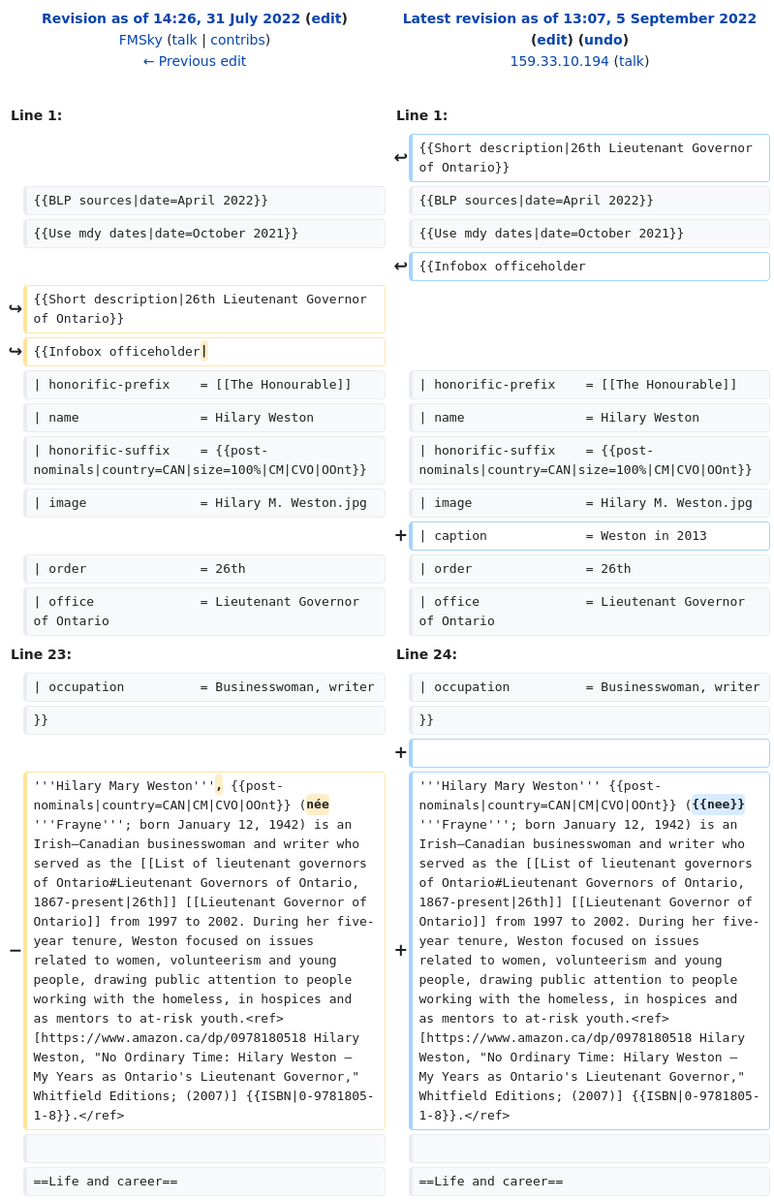 Revision as of 14:26, 31 July 2022 (edit)
FMSky (talk | contribs)
← Previous edit
Latest revision as of 13:07, 5 September 2022
(edit) (undo)
159.33.10.194 (talk)
Line 1:
Line 1:
{{Short description|26th Lieutenant Governor
of Ontario}}
{{BLP sources|date=April 2022}}
{{BLP sources|date=April 2022}}
{{Use mdy dates|date=October 2021}}
{{Use mdy dates|date=October 2021}}
{{Infobox officeholder
{{Short description|26th Lieutenant Governor
of Ontario}}
{{Infobox officeholder|
| honorific-prefix    = [[The Honourable]]
| honorific-prefix    = [[The Honourable]]
| name                = Hilary Weston
| name                = Hilary Weston
| honorific-suffix    = {{post-
nominals|country=CAN|size=100%|CM|CVO|OOnt}}
| honorific-suffix    = {{post-
nominals|country=CAN|size=100%|CM|CVO|OOnt}}
| image               = Hilary M. Weston.jpg
| image               = Hilary M. Weston.jpg
+ | caption             = Weston in 2013
| order               = 26th
| order               = 26th
| office              = Lieutenant Governor
of Ontario
| office              = Lieutenant Governor
of Ontario
Line 23:
Line 24:
| occupation          = Businesswoman, writer
| occupation          = Businesswoman, writer
}}
}}
+
−
'''Hilary Mary Weston''', {{post-
nominals|country=CAN|CM|CVO|OOnt}} (née
'''Frayne'''; born January 12, 1942) is an
Irish–Canadian businesswoman and writer who
served as the [[List of lieutenant governors
of Ontario#Lieutenant Governors of Ontario,
1867-present|26th]] [[Lieutenant Governor of
Ontario]] from 1997 to 2002. During her five-
year tenure, Weston focused on issues
related to women, volunteerism and young
people, drawing public attention to people
working with the homeless, in hospices and
as mentors to at-risk youth.<ref>
[https://www.amazon.ca/dp/0978180518 Hilary
Weston, "No Ordinary Time: Hilary Weston –
My Years as Ontario's Lieutenant Governor,"
Whitfield Editions; (2007)] {{ISBN|0-9781805-
1-8}}.</ref>
+
'''Hilary Mary Weston''' {{post-
nominals|country=CAN|CM|CVO|OOnt}} ({{nee}}
'''Frayne'''; born January 12, 1942) is an
Irish–Canadian businesswoman and writer who
served as the [[List of lieutenant governors
of Ontario#Lieutenant Governors of Ontario,
1867-present|26th]] [[Lieutenant Governor of
Ontario]] from 1997 to 2002. During her five-
year tenure, Weston focused on issues
related to women, volunteerism and young
people, drawing public attention to people
working with the homeless, in hospices and
as mentors to at-risk youth.<ref>
[https://www.amazon.ca/dp/0978180518 Hilary
Weston, "No Ordinary Time: Hilary Weston –
My Years as Ontario's Lieutenant Governor,"
Whitfield Editions; (2007)] {{ISBN|0-9781805-
1-8}}.</ref>
==Life and career==
==Life and career==